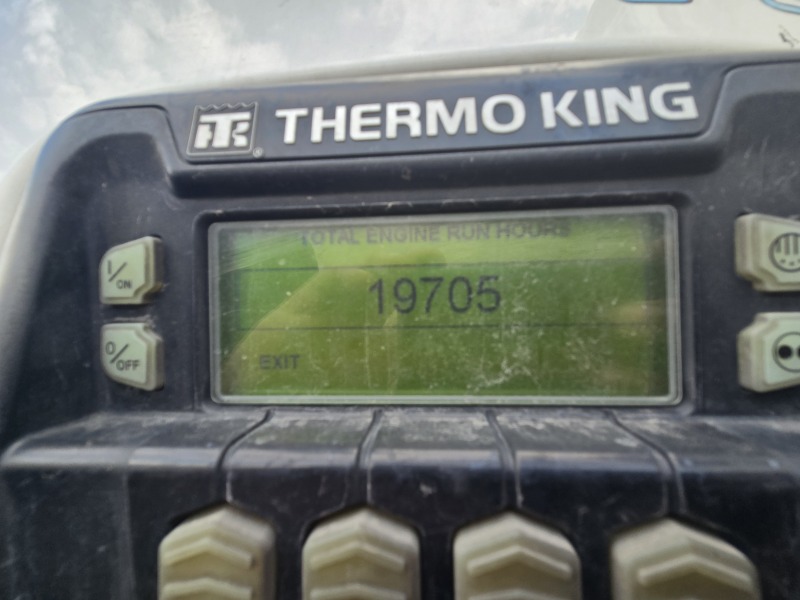 TK THERMO KING
TOTAL ENGINE RUN HOURS
I/ON
19705
O/OFF
EXIT